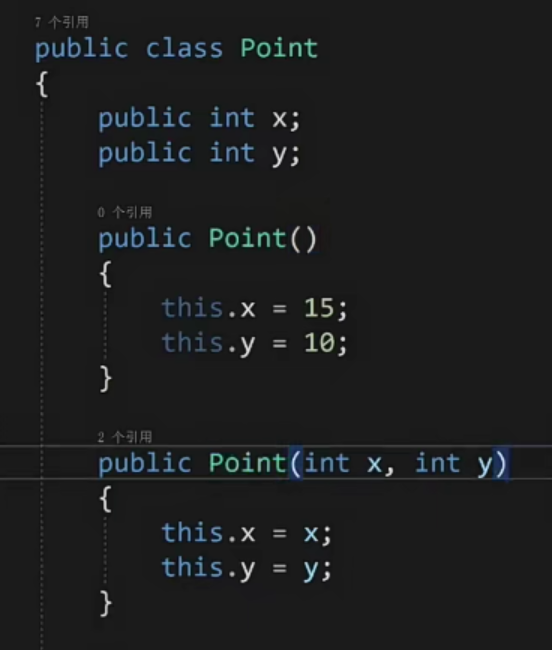 7 个引用
public class Point
{
public int x;
public int y;
0 个引用
public Point()
{
this.x = 15;
this.y = 10;
}
2 个引用
public Point(int x, int y)
{
this.x = x;
this.y = y;
}